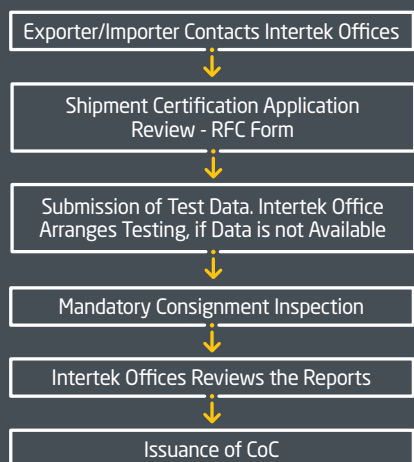 Exporter/Importer Contacts Intertek Offices
Shipment Certification Application
Review - RFC Form
Submission of Test Data. Intertek Office
Arranges Testing, if Data is not Available
Mandatory Consignment Inspection
Intertek Offices Reviews the Reports
Issuance of CoC